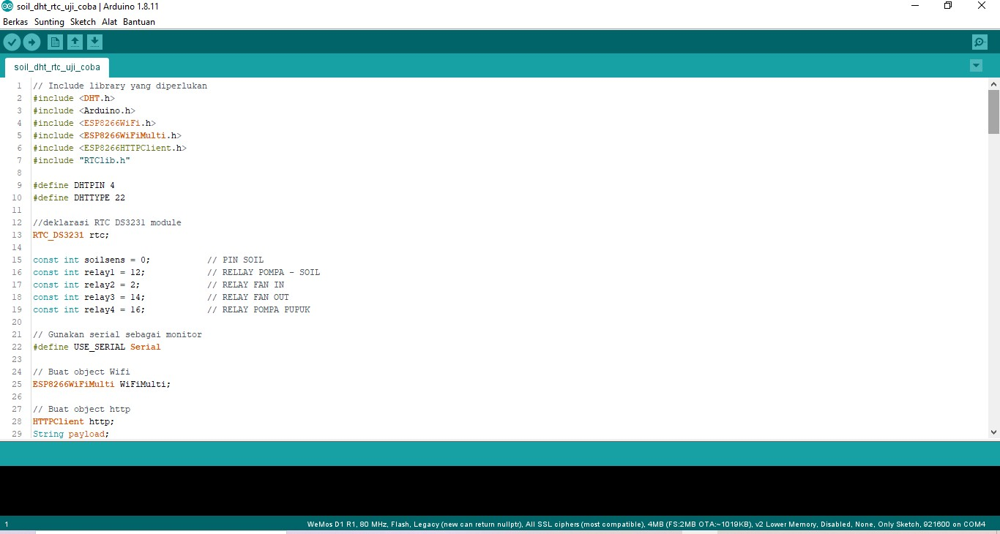 soil_dht_rtc_uji_coba | Arduino 1.8.11
Berkas Sunting Sketch Alat Bantuan
soil_dht_rtc_uji_coba
1 // Include library yang diperlukan
2 #include <DHT.h>
3 #include <Arduino.h>
4 #include <ESP8266WiFi.h>
5 #include <ESP8266WiFiMulti.h>
6 #include <ESP8266HTTPClient.h>
7 #include "RTClib.h"
8
9 #define DHTPIN 4
10 #define DHTTYPE 22
11
12 //deklarasi RTC DS3231 module
13 RTC_DS3231 rtc;
14
15 const int soilsens = 0; // PIN SOIL
16 const int relay1 = 12; // RELLAY POMPA - SOIL
17 const int relay2 = 2; // RELAY FAN IN
18 const int relay3 = 14; // RELAY FAN OUT
19 const int relay4 = 16; // RELAY POMPA PUPUK
20
21 // Gunakan serial sebagai monitor
22 #define USE_SERIAL Serial
23
24 // Buat object Wifi
25 ESP8266WiFiMulti WiFiMulti;
26
27 // Buat object http
28 HTTPClient http;
29 String payload;
1 WeMos D1 R1, 80 MHz, Flash, Legacy (new can return nullptr), All SSL ciphers (most compatible), 4MB (FS:2MB OTA:~1019KB), v2 Lower Memory, Disabled, None, Only Sketch, 921600 on COM4